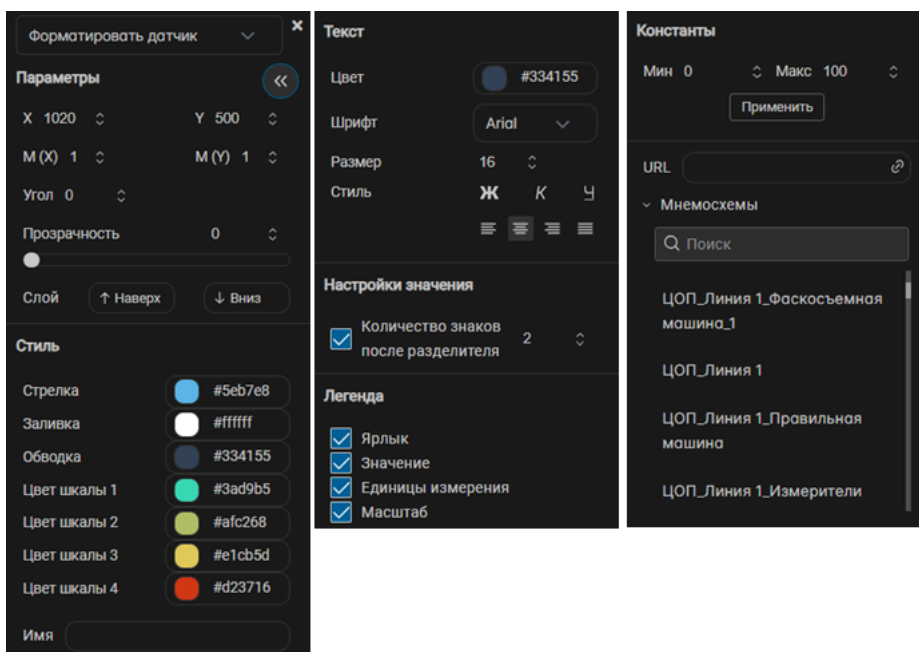 Форматировать датчик
Параметры
X 1020
Y 500
M (X) 1
M (Y) 1
Угол 0
Прозрачность 0
Слой
↑ Наверх
↓ Вниз
Стиль
Стрелка #5eb7e8
Заливка #ffffff
Обводка #334155
Цвет шкалы 1 #3ad9b5
Цвет шкалы 2 #afc268
Цвет шкалы 3 #e1cb5d
Цвет шкалы 4 #d23716
Имя
Текст
Цвет #334155
Шрифт Arial
Размер 16
Стиль Ж К Ч
Настройки значения
Количество знаков
после разделителя
2
Легенда
Ярлык
Значение
Единицы измерения
Масштаб
Константы
Мин 0
Макс 100
Применить
URL
Мнемосхемы
Поиск
ЦОП_Линия 1_Фаскосъемная
машина_1
ЦОП_Линия 1
ЦОП_Линия 1_Правильная
машина
ЦОП_Линия 1_Измерители